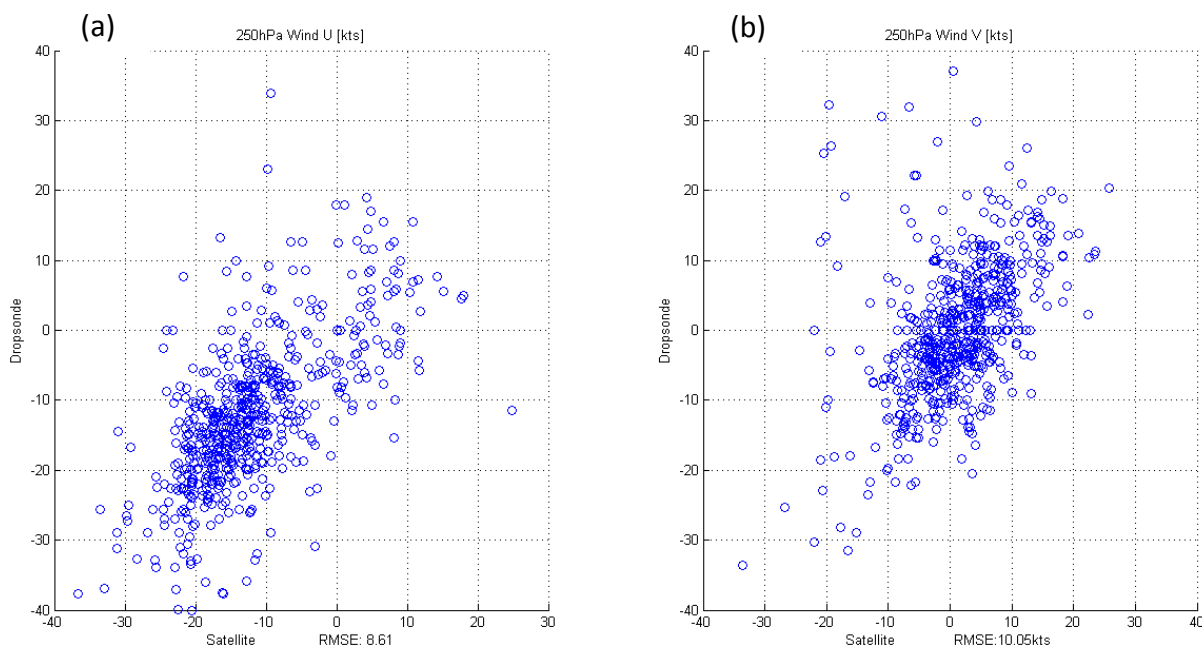 (a)
250hPa Wind U [kts]
40
30
20
10
0
-10
-20
-30
-40
Dropsonde
-40 -30 -20 -10 0 10 20 30
Satellite RMSE: 8.61
(b)
250hPa Wind V [kts]
40
30
20
10
0
-10
-20
-30
-40
Dropsonde
-40 -30 -20 -10 0 10 20 30 40
Satellite RMSE:10.05kts